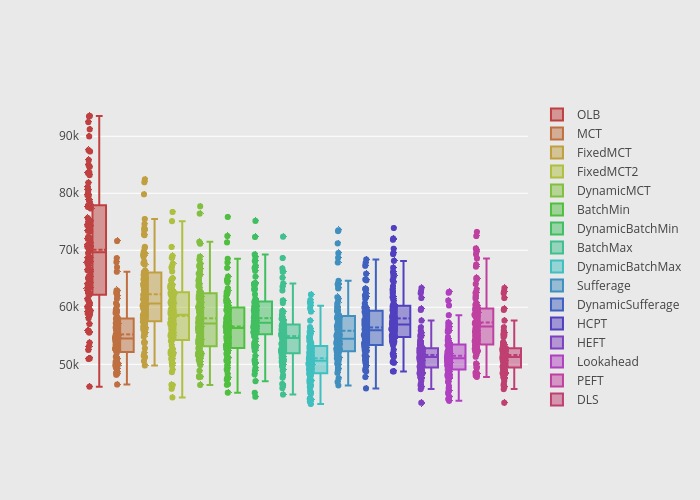 90k
80k
70k
60k
50k
OLB
MCT
FixedMCT
FixedMCT2
DynamicMCT
BatchMin
DynamicBatchMin
BatchMax
DynamicBatchMax
Sufferage
DynamicSufferage
HCPT
HEFT
Lookahead
PEFT
DLS